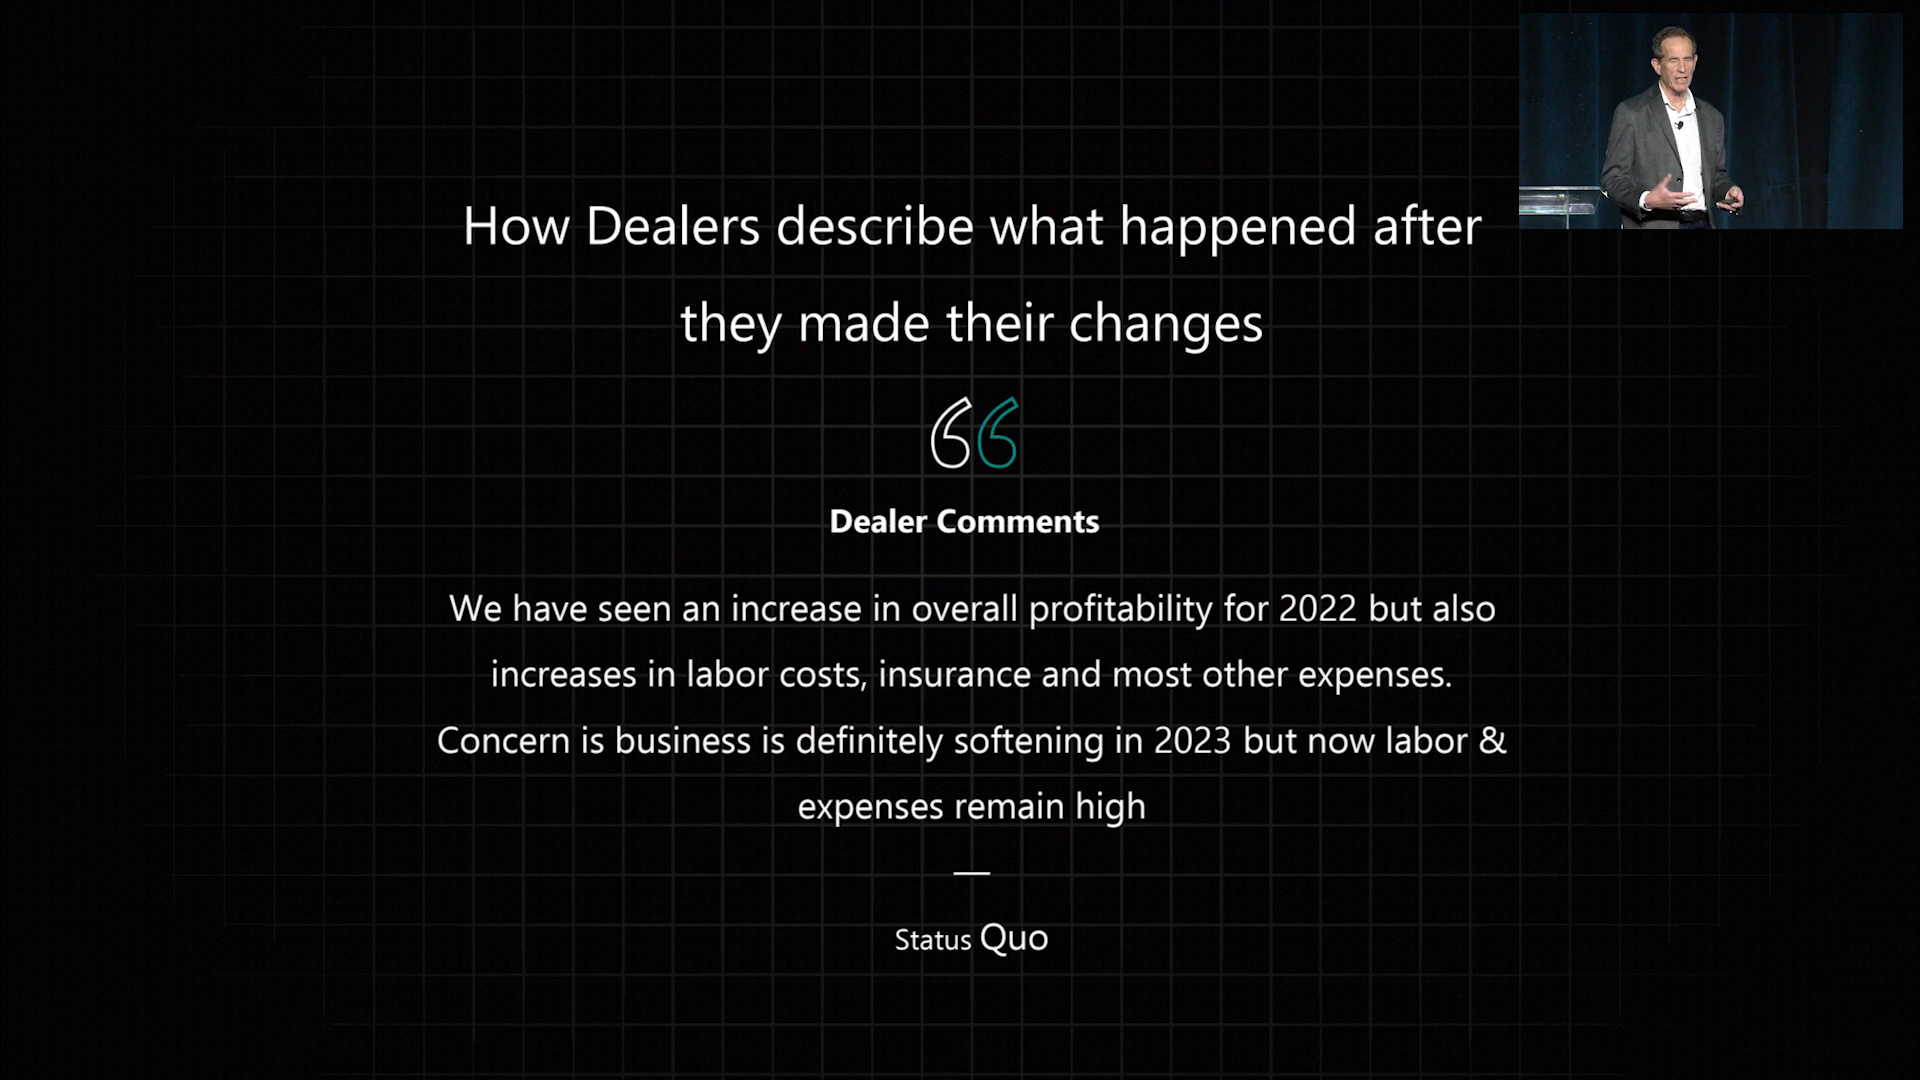 How Dealers describe what happened after
they made their changes
Dealer Comments
We have seen an increase in overall profitability for 2022 but also
increases in labor costs, insurance and most other expenses.
Concern is business is definitely softening in 2023 but now labor &
expenses remain high
Status Quo